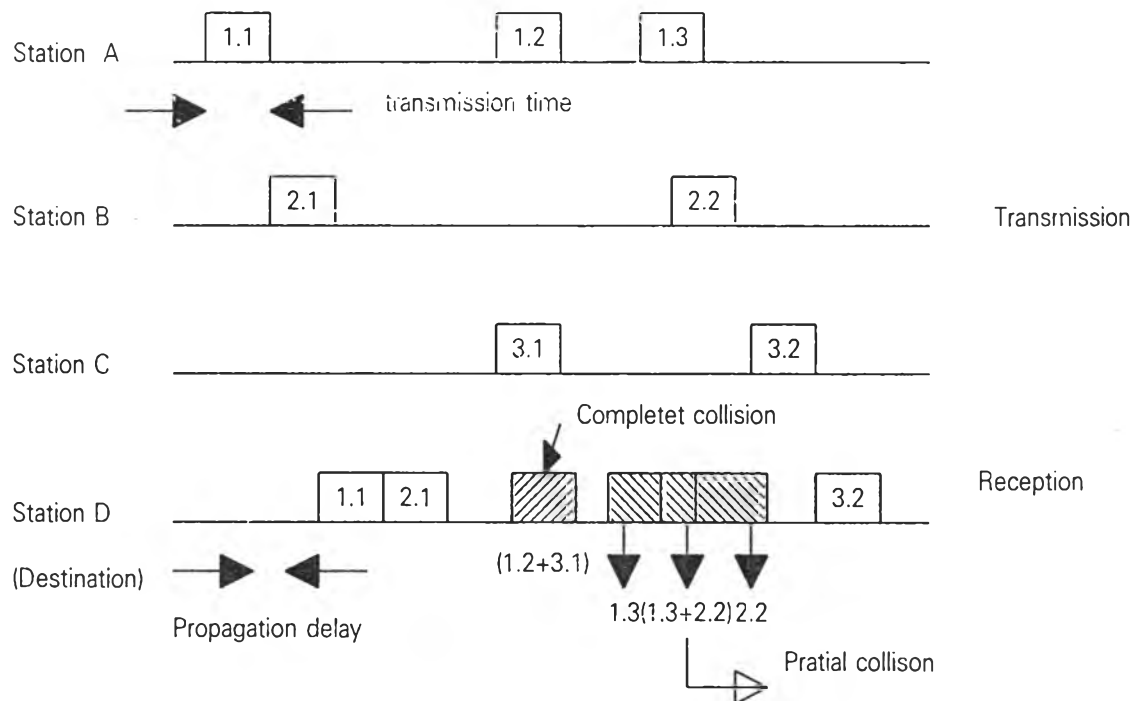 1.1
1.2
1.3
Station A
transmission time
2.1
2.2
Station B
Transmission
3.1
3.2
Station C
Completet collision
1.1
2.1
3.2
Reception
Station D
(Destination)
(1.2+3.1)
1.3(1.3+2.2)2.2
Propagation delay
Pratial collison